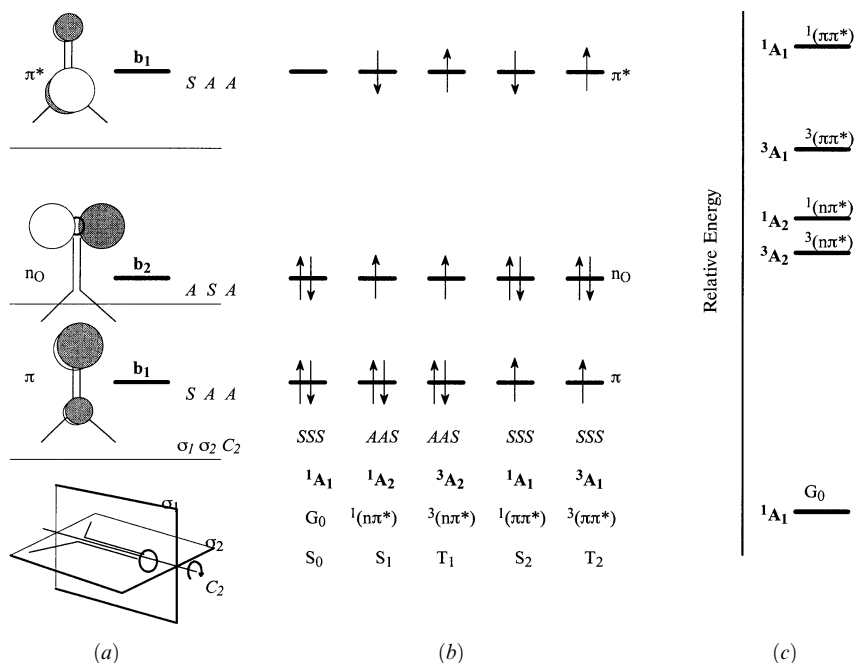 π*
b₁
S A A
n_O
b₂
A S A
π
b₁
S A A
σ₁ σ₂ C₂
σ₁
σ₂
C₂
(a)
π*
n_O
π
SSS AAS AAS SSS SSS
¹A₁ ¹A₂ ³A₂ ¹A₁ ³A₁
G₀ ¹(nπ*) ³(nπ*) ¹(ππ*) ³(ππ*)
S₀ S₁ T₁ S₂ T₂
(b)
Relative Energy
¹A₁ ¹(ππ*)
³A₁ ³(ππ*)
¹A₂ ¹(nπ*)
³A₂ ³(nπ*)
¹A₁ G₀
(c)